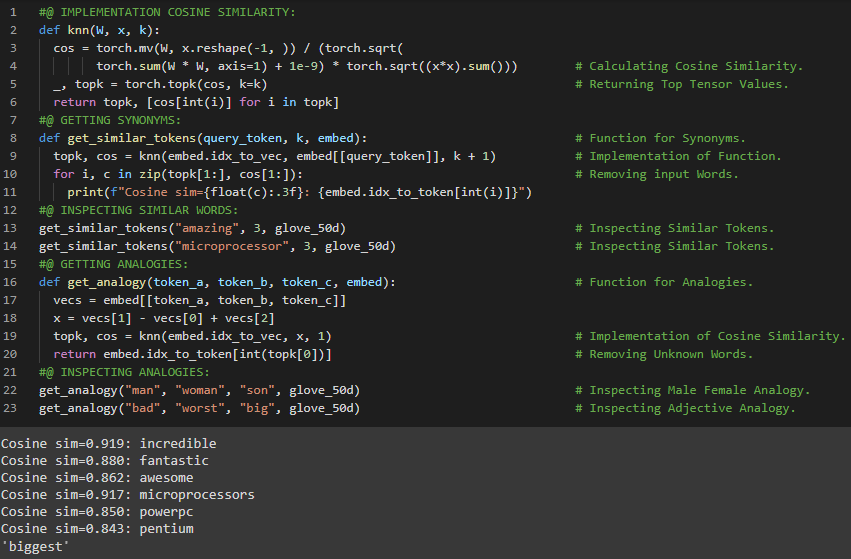 1 #@ IMPLEMENTATION COSINE SIMILARITY:
2 def knn(W, x, k):
3   cos = torch.mv(W, x.reshape(-1, )) / (torch.sqrt(
4         torch.sum(W * W, axis=1) + 1e-9) * torch.sqrt((x*x).sum())) # Calculating Cosine Similarity.
5   _, topk = torch.topk(cos, k=k) # Returning Top Tensor Values.
6   return topk, [cos[int(i)] for i in topk]
7 #@ GETTING SYNONYMS:
8 def get_similar_tokens(query_token, k, embed): # Function for Synonyms.
9   topk, cos = knn(embed.idx_to_vec, embed[[query_token]], k + 1) # Implementation of Function.
10   for i, c in zip(topk[1:], cos[1:]): # Removing input Words.
11     print(f"Cosine sim={float(c):.3f}: {embed.idx_to_token[int(i)]}")
12 #@ INSPECTING SIMILAR WORDS:
13 get_similar_tokens("amazing", 3, glove_50d) # Inspecting Similar Tokens.
14 get_similar_tokens("microprocessor", 3, glove_50d) # Inspecting Similar Tokens.
15 #@ GETTING ANALOGIES:
16 def get_analogy(token_a, token_b, token_c, embed): # Function for Analogies.
17   vecs = embed[[token_a, token_b, token_c]]
18   x = vecs[1] - vecs[0] + vecs[2]
19   topk, cos = knn(embed.idx_to_vec, x, 1) # Implementation of Cosine Similarity.
20   return embed.idx_to_token[int(topk[0])] # Removing Unknown Words.
21 #@ INSPECTING ANALOGIES:
22 get_analogy("man", "woman", "son", glove_50d) # Inspecting Male Female Analogy.
23 get_analogy("bad", "worst", "big", glove_50d) # Inspecting Adjective Analogy.
Cosine sim=0.919: incredible
Cosine sim=0.880: fantastic
Cosine sim=0.862: awesome
Cosine sim=0.917: microprocessors
Cosine sim=0.850: powerpc
Cosine sim=0.843: pentium
'biggest'